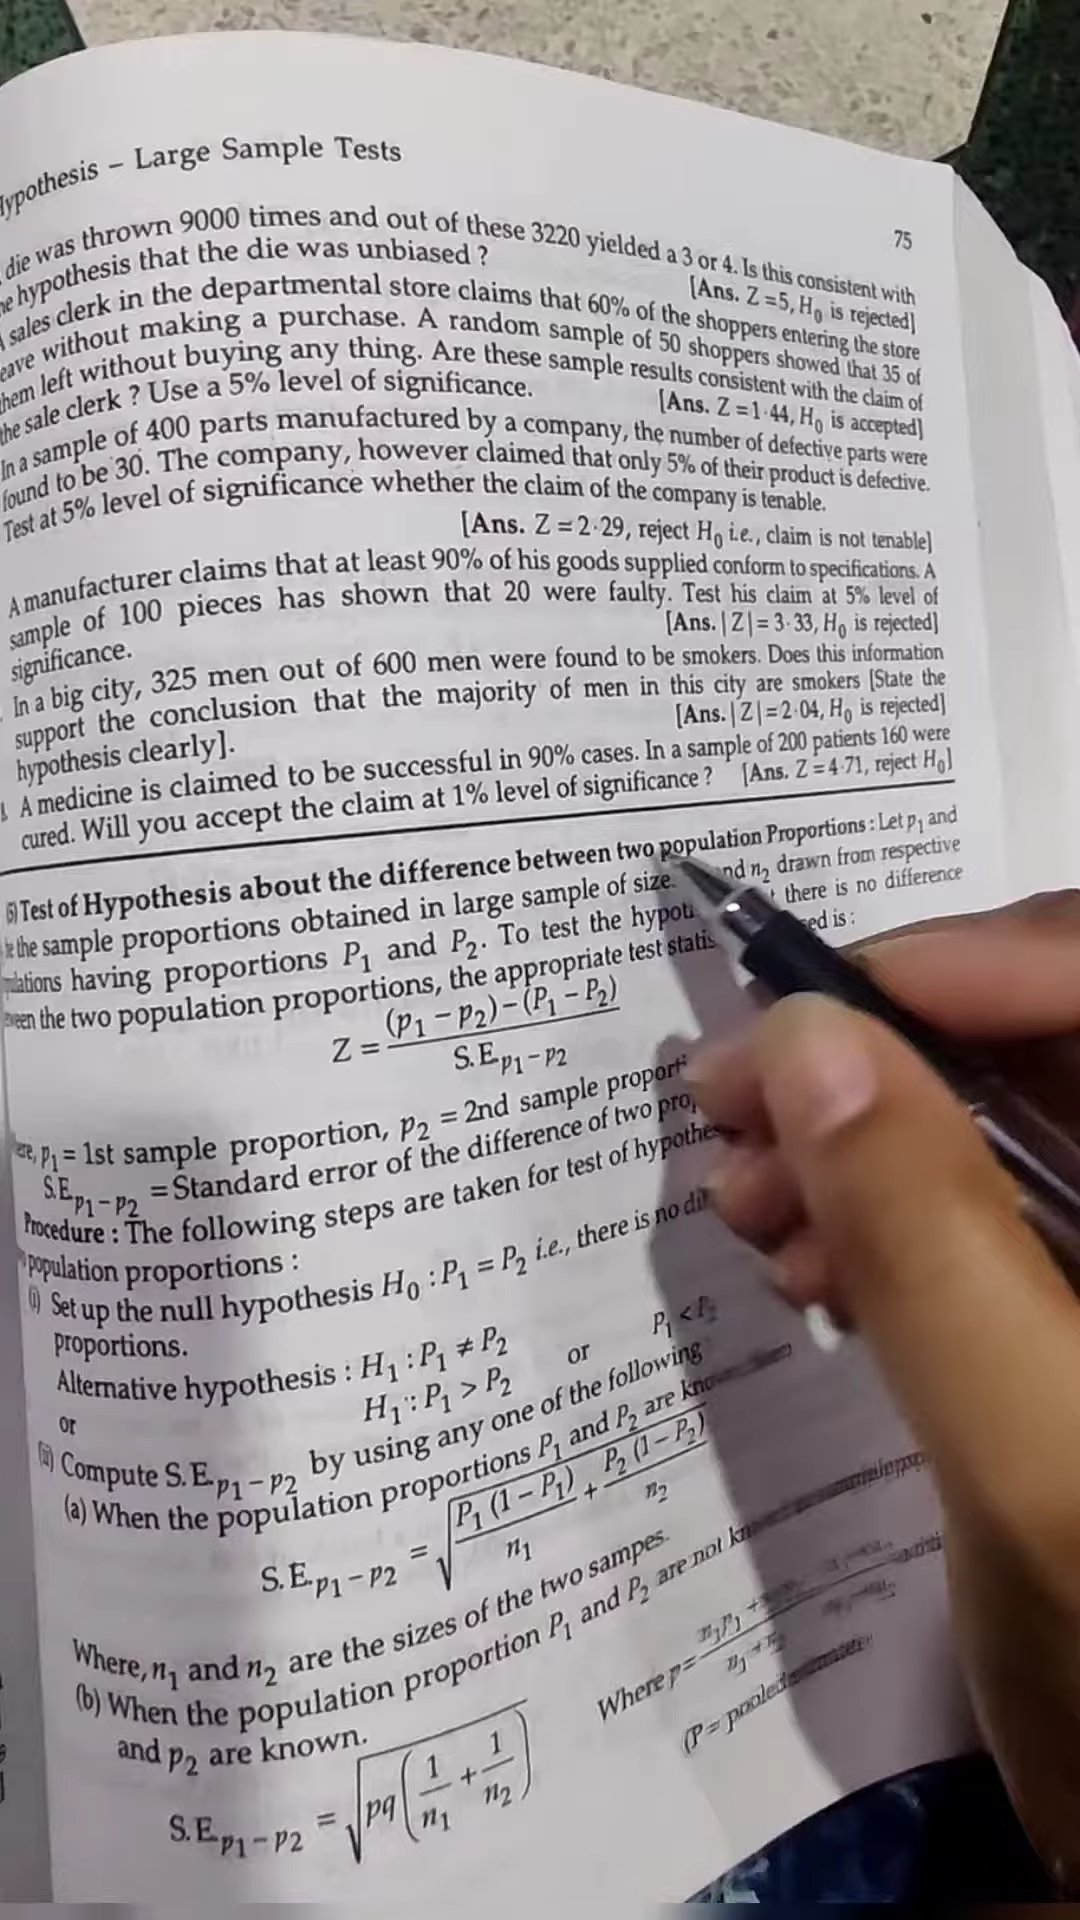 Hypothesis – Large Sample Tests
75
die was thrown 9000 times and out of these 3220 yielded a 3 or 4. Is this consistent with
hypothesis that the die was unbiased ?
[Ans. Z = 5, H₀ is rejected]
sales clerk in the departmental store claims that 60% of the shoppers entering the store
without making a purchase. A random sample of 50 shoppers showed that 35 of
them left without buying any thing. Are these sample results consistent with the claim of
the sale clerk ? Use a 5% level of significance.
[Ans. Z = 1·44, H₀ is accepted]
In a sample of 400 parts manufactured by a company, the number of defective parts were
found to be 30. The company, however claimed that only 5% of their product is defective.
Test at 5% level of significance whether the claim of the company is tenable.
[Ans. Z = 2·29, reject H₀ i.e., claim is not tenable]
A manufacturer claims that at least 90% of his goods supplied conform to specifications. A
sample of 100 pieces has shown that 20 were faulty. Test his claim at 5% level of
significance.
[Ans. | Z | = 3·33, H₀ is rejected]
In a big city, 325 men out of 600 men were found to be smokers. Does this information
support the conclusion that the majority of men in this city are smokers [State the
hypothesis clearly].
[Ans. | Z | = 2·04, H₀ is rejected]
A medicine is claimed to be successful in 90% cases. In a sample of 200 patients 160 were
cured. Will you accept the claim at 1% level of significance ? [Ans. Z = 4·71, reject H₀]
Test of Hypothesis about the difference between two population Proportions : Let p₁ and
the sample proportions obtained in large sample of size n₂ drawn from respective
having proportions P₁ and P₂. To test the there is no difference
the two population proportions, the appropriate test is :
Z = (p₁ – p₂) – (P₁ – P₂) / S.E p₁ – p₂
p₁ = 1st sample proportion, p₂ = 2nd sample
S.E p₁ – p₂ = Standard error of the difference of two
Procedure : The following steps are taken for test of
population proportions :
(i) Set up the null hypothesis H₀ : P₁ = P₂ i.e., there is no
proportions.
Alternative hypothesis : H₁ : P₁ ≠ P₂
or H₁ : P₁ > P₂ or P₁ < P₂
(ii) Compute S.E p₁ – p₂ by using any one of the following
(a) When the population proportions P₁ and P₂ are
S.E p₁ – p₂ = √(P₁ (1 – P₁) / n₁ + P₂ (1 – P₂) / n₂)
Where, n₁ and n₂ are the sizes of the two sampes.
(b) When the population proportion P₁ and P₂ are not
and p₂ are known.
S.E p₁ – p₂ = √(pq (1/n₁ + 1/n₂))
Where p = n₁p₁ + / n₁ + n₂
(P = pooled